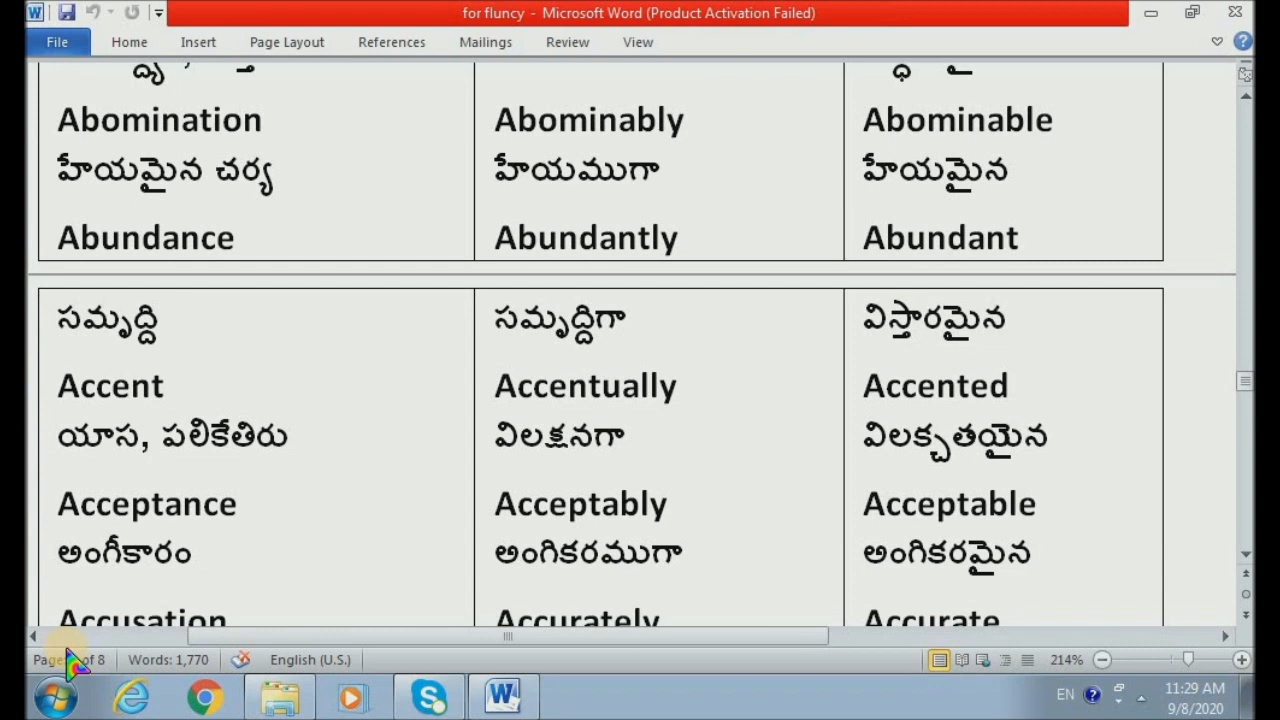 for fluncy - Microsoft Word (Product Activation Failed)
File Home Insert Page Layout References Mailings Review View
Abomination Abominably Abominable
హేయమైన చర్య హేయముగా హేయమైన
Abundance Abundantly Abundant
సమృద్ది సమృద్దిగా విస్తారమైన
Accent Accentually Accented
యాస, పలికేతిరు విలక్షనగా విలక్చతయైన
Acceptance Acceptably Acceptable
అంగీకారం అంగికరముగా అంగికరమైన
Accusation Accurately Accurate
Page of 8 Words: 1,770 English (U.S.) 214%
EN 11:29 AM
9/8/2020